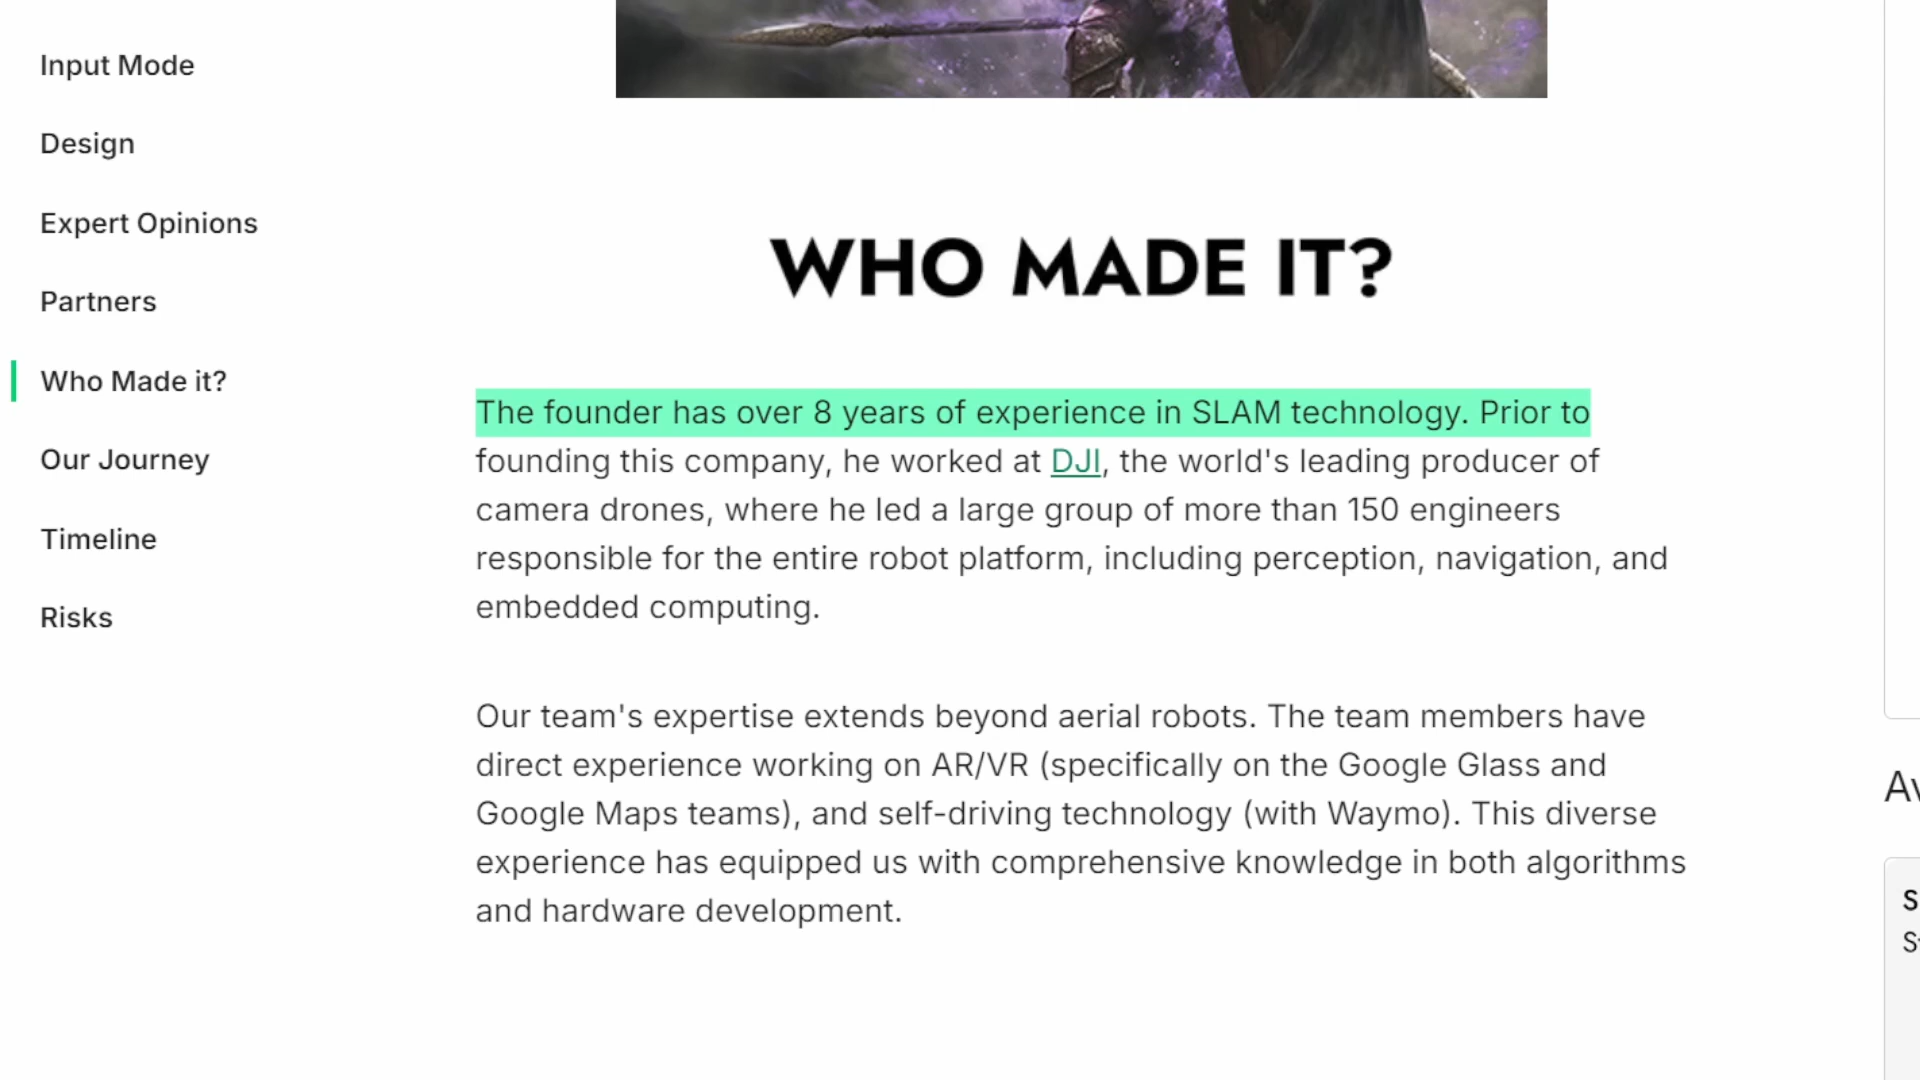 Input Mode
Design
Expert Opinions
Partners
Who Made it?
Our Journey
Timeline
Risks
WHO MADE IT?
The founder has over 8 years of experience in SLAM technology. Prior to
founding this company, he worked at DJI, the world's leading producer of
camera drones, where he led a large group of more than 150 engineers
responsible for the entire robot platform, including perception, navigation, and
embedded computing.
Our team's expertise extends beyond aerial robots. The team members have
direct experience working on AR/VR (specifically on the Google Glass and
Google Maps teams), and self-driving technology (with Waymo). This diverse
experience has equipped us with comprehensive knowledge in both algorithms
and hardware development.